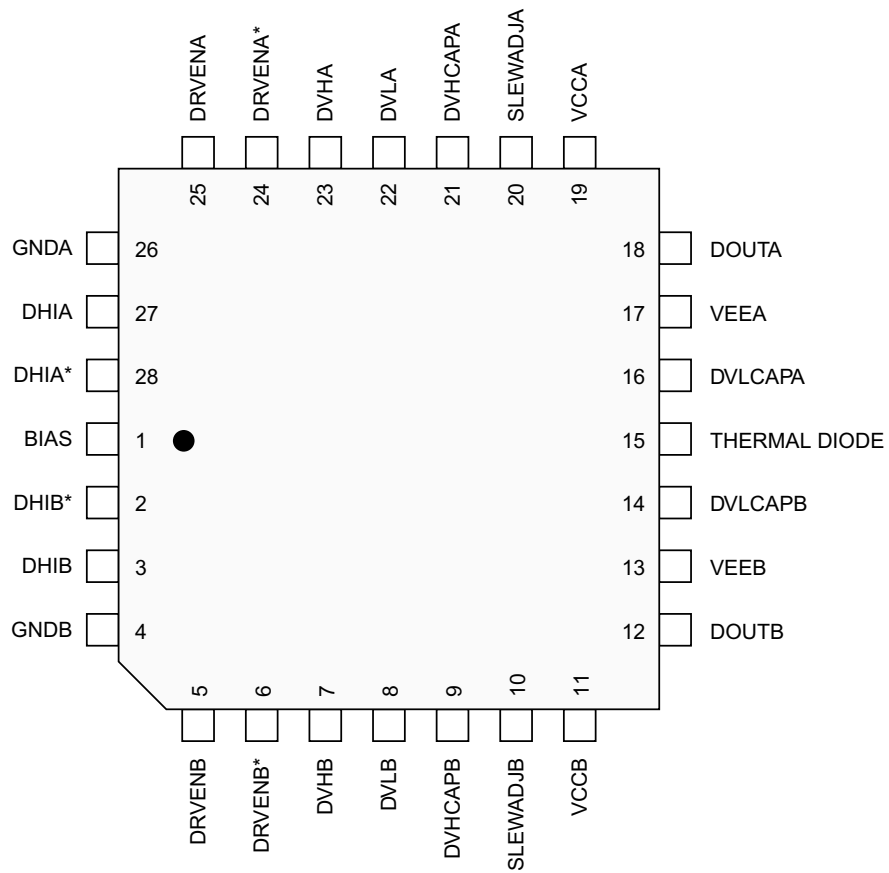 DRVENA
DRVENA*
DVHA
DVLA
DVHCAPA
SLEWADJA
VCCA
25
24
23
22
21
20
19
GNDA 26
DHIA 27
DHIA* 28
BIAS 1
DHIB* 2
DHIB 3
GNDB 4
18 DOUTA
17 VEEA
16 DVLCAPA
15 THERMAL DIODE
14 DVLCAPB
13 VEEB
12 DOUTB
5
6
7
8
9
10
11
DRVENB
DRVENB*
DVHB
DVLB
DVHCAPB
SLEWADJB
VCCB